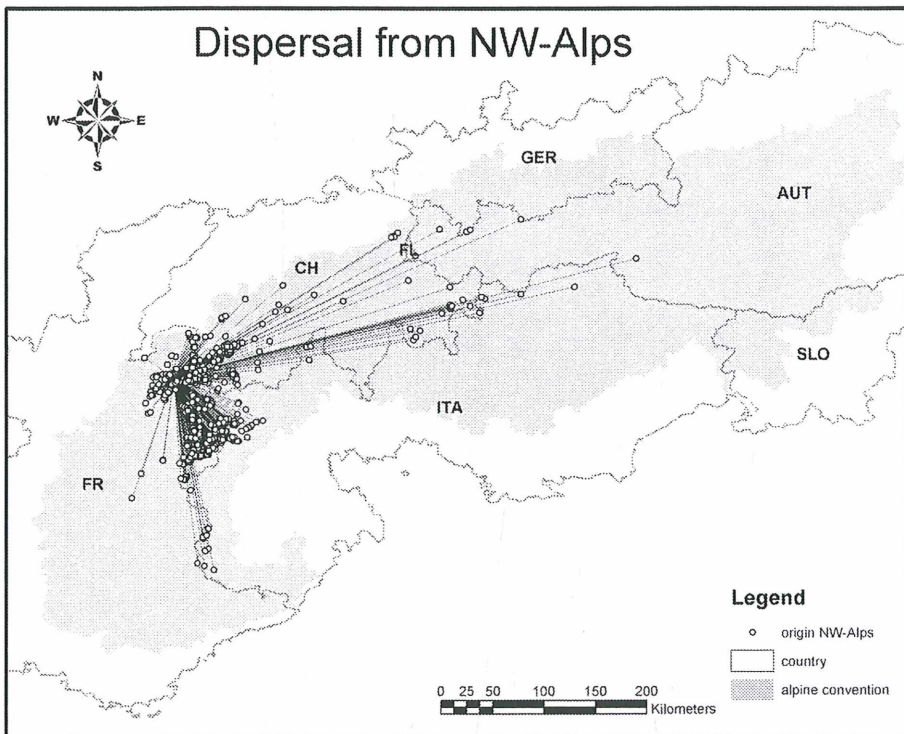 Dispersal from NW-Alps
N
W E
S
GER
AUT
FL
CH
SLO
ITA
FR
Legend
origin NW-Alps
country
alpine convention
0 25 50 100 150 200
Kilometers